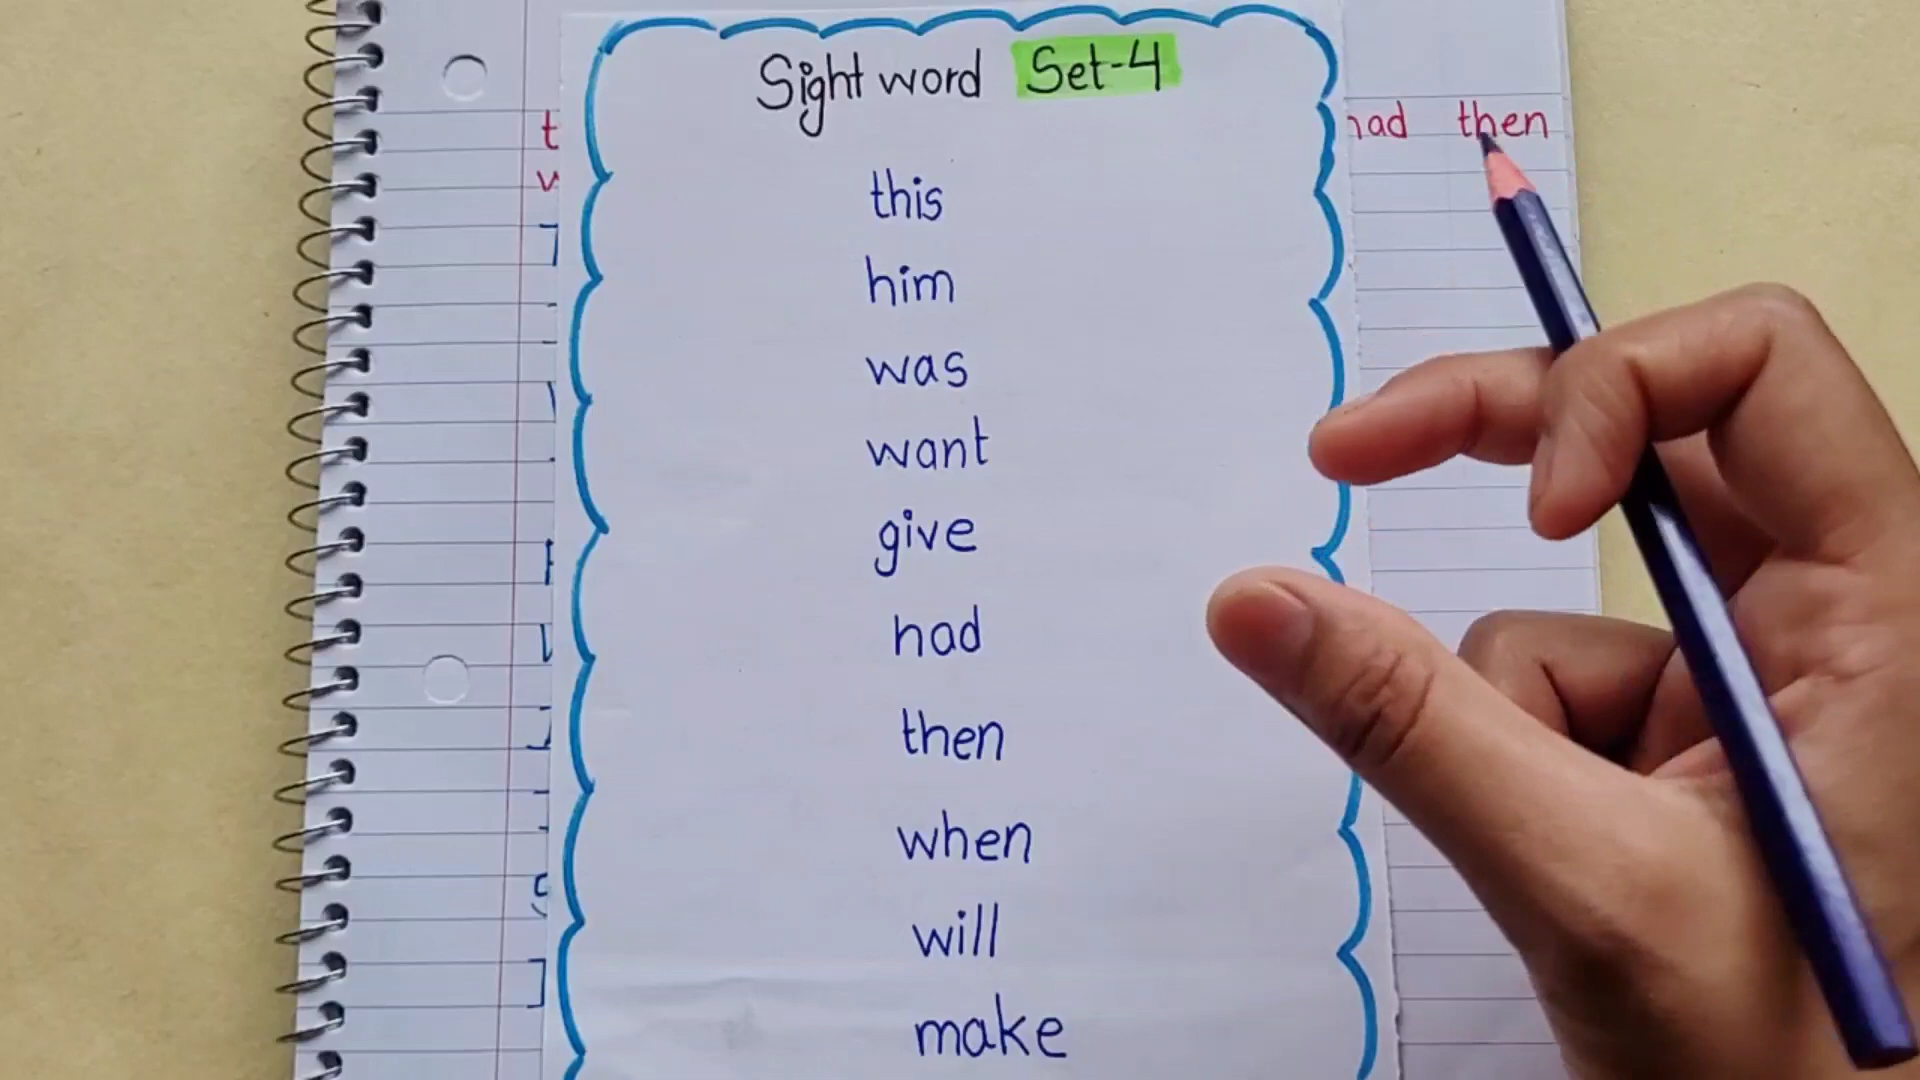 Sight word Set-4
had then
this
him
was
want
give
had
then
when
will
make